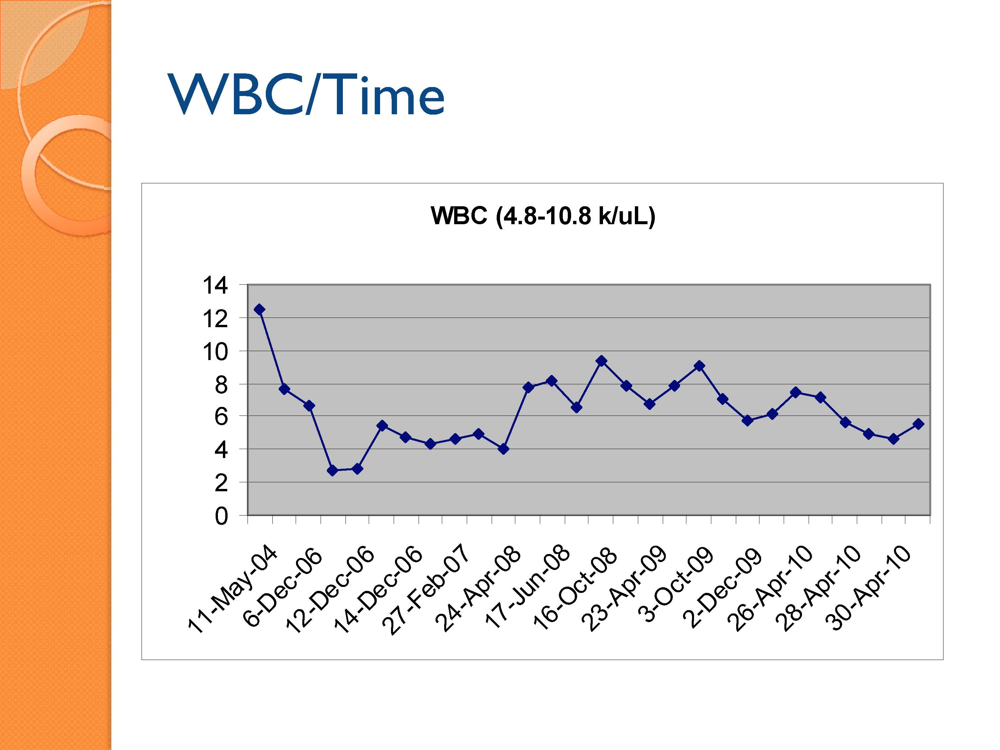 WBC/Time
WBC (4.8-10.8 k/uL)
14
12
10
8
6
4
2
0
11-May-04
6-Dec-06
12-Dec-06
14-Dec-06
27-Feb-07
24-Apr-08
17-Jun-08
16-Oct-08
23-Apr-09
3-Oct-09
2-Dec-09
26-Apr-10
28-Apr-10
30-Apr-10